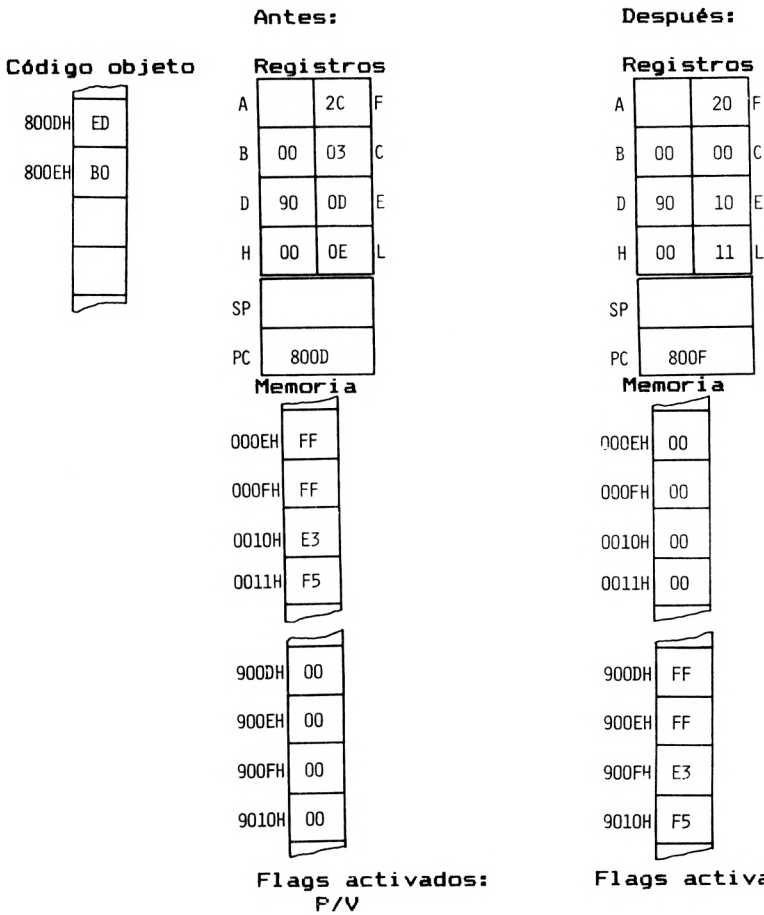 Antes:
Después:
Código objeto
Registros
Registros
800DH ED
800EH B0
A 2C F
B 00 03 C
D 90 0D E
H 00 0E L
SP
PC 800D
A 20 F
B 00 00 C
D 90 10 E
H 00 11 L
SP
PC 800F
Memoria
Memoria
000EH FF
000FH FF
0010H E3
0011H F5
000EH 00
000FH 00
0010H 00
0011H 00
900DH 00
900EH 00
900FH 00
9010H 00
900DH FF
900EH FF
900FH E3
9010H F5
Flags activados:
P/V
Flags activa